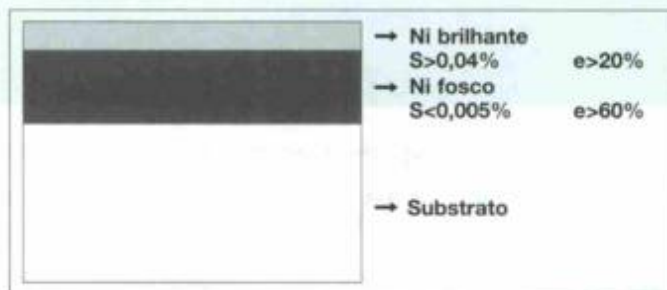 → Ni brilhante
S>0,04% e>20%
→ Ni fosco
S<0,005% e>60%
→ Substrato